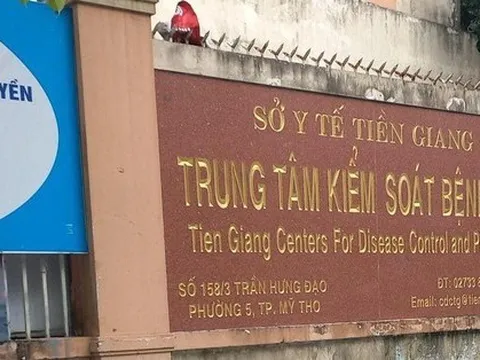 YỀN
SỞ Y TẾ TIỀN GIANG
TRUNG TÂM KIỂM SOÁT BỆNH
Tien Giang Centers For Disease Control and P
SỐ 158/3 TRẦN HƯNG ĐẠO
ĐT: 02733
PHƯỜNG 5, TP. MỸ THO
Email: cdctg@tie